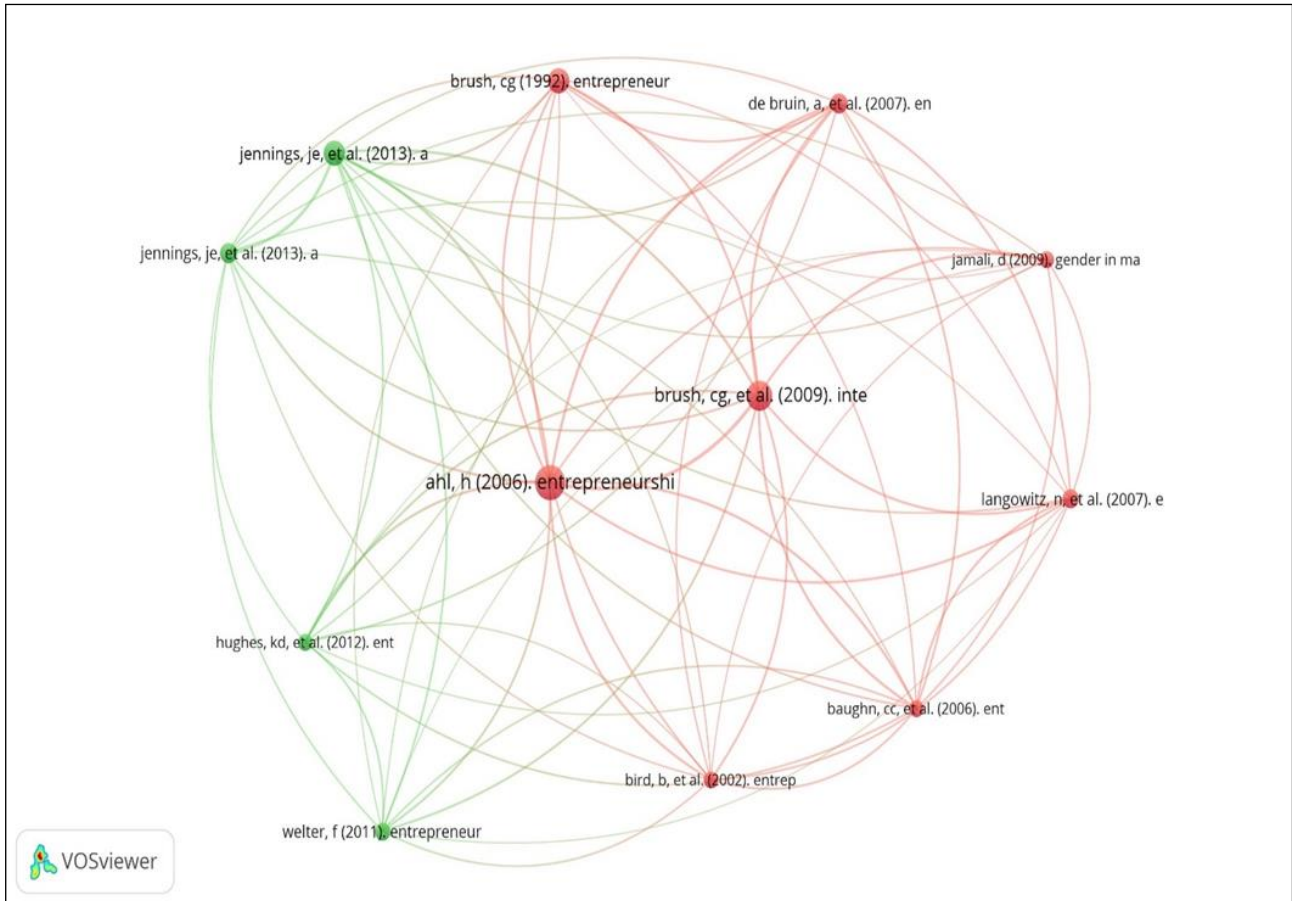 brush, cg (1992). entrepreneur
de bruin, a, et al. (2007). en
jennings, je, et al. (2013). a
jennings, je, et al. (2013). a
jamali, d (2009). gender in ma
brush, cg, et al. (2009). inte
ahl, h (2006). entrepreneurshi
langowitz, n, et al. (2007). e
hughes, kd, et al. (2012). ent
baughn, cc, et al. (2006). ent
bird, b, et al. (2002). entrep
welter, f (2011). entrepreneur
VOSviewer